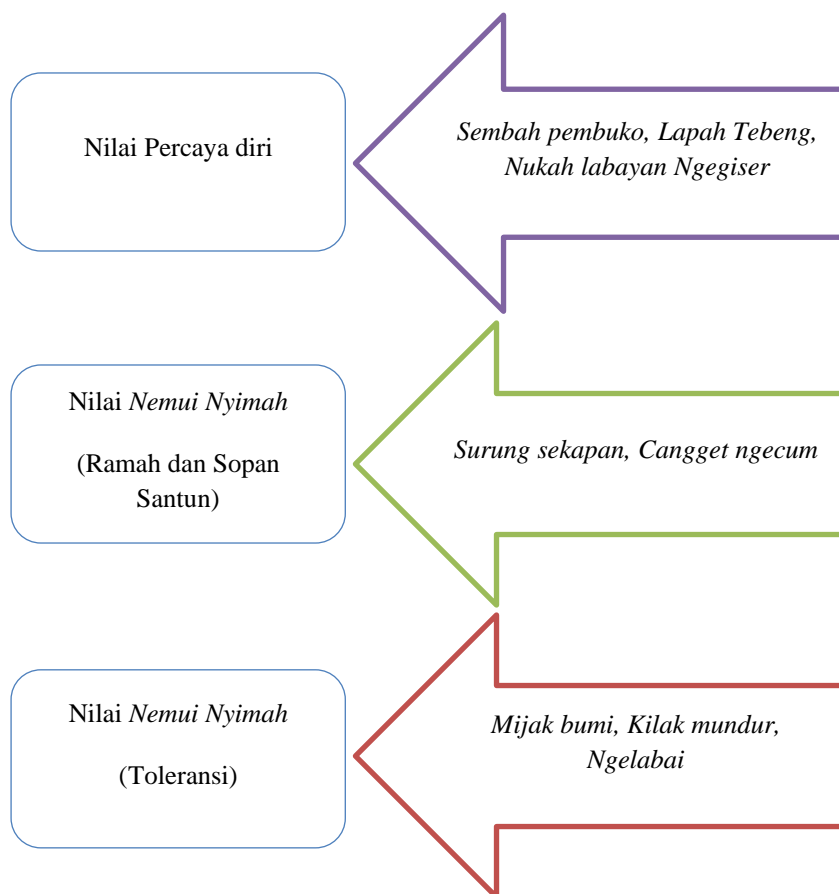 Nilai Percaya diri
Sembah pembuko, Lapah Tebeng,
Nukah labayan Ngegiser
Nilai Nemui Nyimah
(Ramah dan Sopan
Santun)
Surung sekapan, Cangget ngecum
Nilai Nemui Nyimah
(Toleransi)
Mijak bumi, Kilak mundur,
Ngelabai